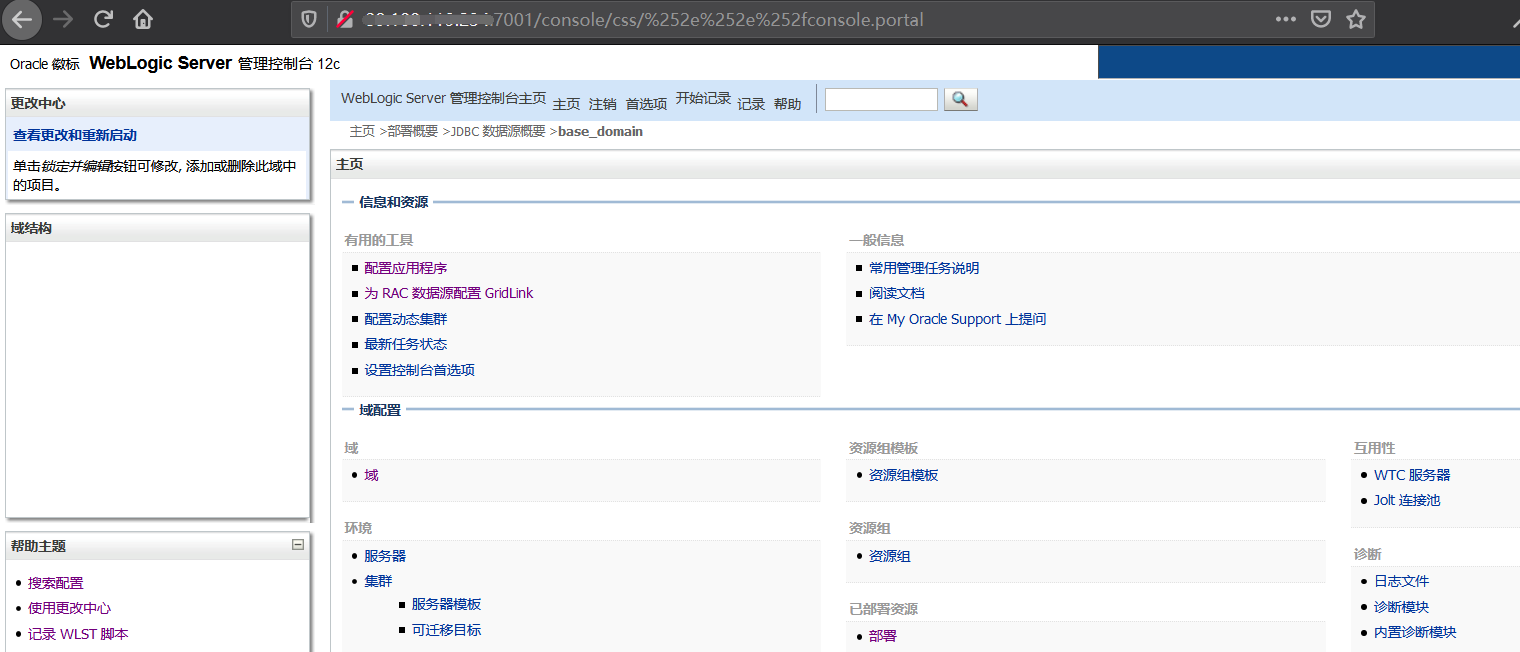 7001/console/css/%252e%252e%252fconsole.portal
Oracle 徽标 WebLogic Server 管理控制台 12c
更改中心
查看更改和重新启动
单击锁定并编辑按钮可修改, 添加或删除此域中
的项目。
域结构
帮助主题
搜索配置
使用更改中心
记录 WLST 脚本
WebLogic Server 管理控制台主页 主页 注销 首选项 开始记录 记录 帮助
主页 >部署概要 >JDBC 数据源概要 >base_domain
主页
信息和资源
有用的工具
配置应用程序
为 RAC 数据源配置 GridLink
配置动态集群
最新任务状态
设置控制台首选项
一般信息
常用管理任务说明
阅读文档
在 My Oracle Support 上提问
域配置
域
域
环境
服务器
集群
服务器模板
可迁移目标
资源组模板
资源组模板
资源组
资源组
已部署资源
部署
互用性
WTC 服务器
Jolt 连接池
诊断
日志文件
诊断模块
内置诊断模块